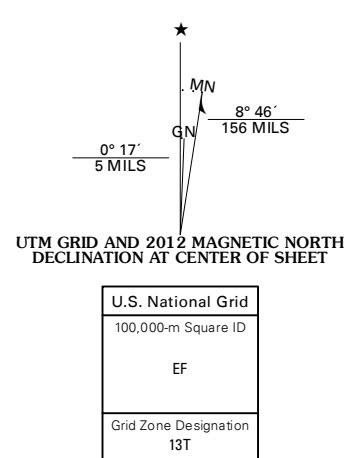 ★
MN
8° 46´
156 MILS
GN
0° 17´
5 MILS
UTM GRID AND 2012 MAGNETIC NORTH
DECLINATION AT CENTER OF SHEET
U.S. National Grid
100,000-m Square ID
EF
Grid Zone Designation
13T